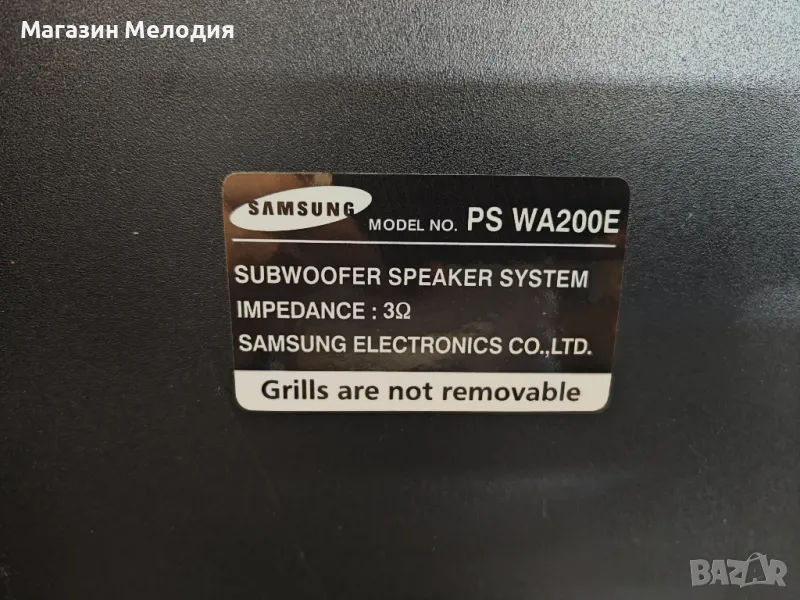 Магазин Мелодия
SAMSUNG MODEL NO. PS WA200E
SUBWOOFER SPEAKER SYSTEM
IMPEDANCE : 3Ω
SAMSUNG ELECTRONICS CO.,LTD.
Grills are not removable
BAZAR